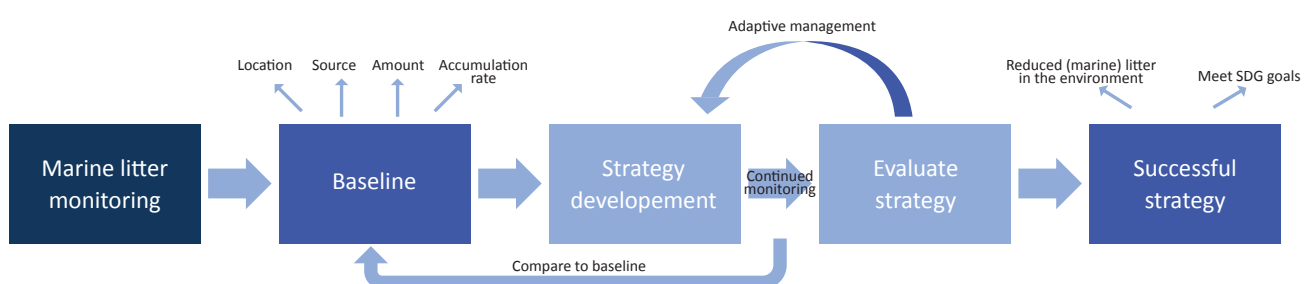 Adaptive management
Location
Source
Amount
Accumulation
rate
Reduced (marine) litter
in the environment
Meet SDG goals
Marine litter
monitoring
Baseline
Strategy
developement
Continued
monitoring
Evaluate
strategy
Successful
strategy
Compare to baseline